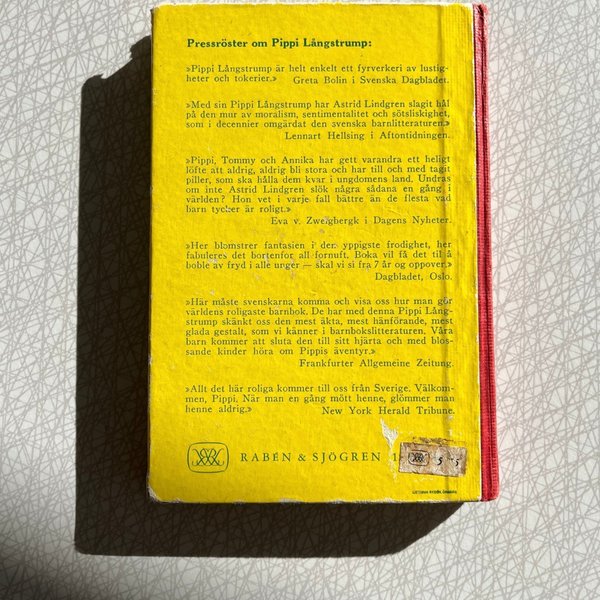 Pressröster om Pippi Långstrump:
»Pippi Långstrump är helt enkelt ett fyrverkeri av lustig-
heter och tokerier.» Greta Bolin i Svenska Dagbladet.
»Med sin Pippi Långstrump har Astrid Lindgren slagit hål
på den mur av moralism, sentimentalitet och sötsliskighet,
som i decennier omgärdat den svenska barnlitteraturen.»
Lennart Hellsing i Aftontidningen.
»Pippi, Tommy och Annika har gett varandra ett heligt
löfte att aldrig, aldrig bli stora och har till och med tagit
piller, som ska hålla dem kvar i ungdomens land. Undras
om inte Astrid Lindgren slök några sådana en gång i
världen? Hon vet i varje fall bättre än de flesta vad
barn tycker är roligt.»
Eva v. Zweigbergk i Dagens Nyheter.
»Her blomstrer fantasien i den yppigste frodighet, her
fabuleres det bortenfor all fornuft. Boka vil få det til å
boble av fryd i alle unger — skal vi si fra 7 år og oppover.»
Dagbladet, Oslo.
»Här måste svenskarna komma och visa oss hur man gör
världens roligaste barnbok. De har med denna Pippi Lång-
strump skänkt oss den mest äkta, mest hänförande, mest
glada gestalt, som vi känner i barnbokslitteraturen. Våra
barn kommer att sluta den till sitt hjärta och med blos-
sande kinder höra om Pippis äventyr.»
Frankfurter Allgemeine Zeitung.
»Allt det här roliga kommer till oss från Sverige. Välkom-
men, Pippi. När man en gång mött henne, glömmer man
henne aldrig.» New York Herald Tribune.
RABÉN & SJÖGREN
5